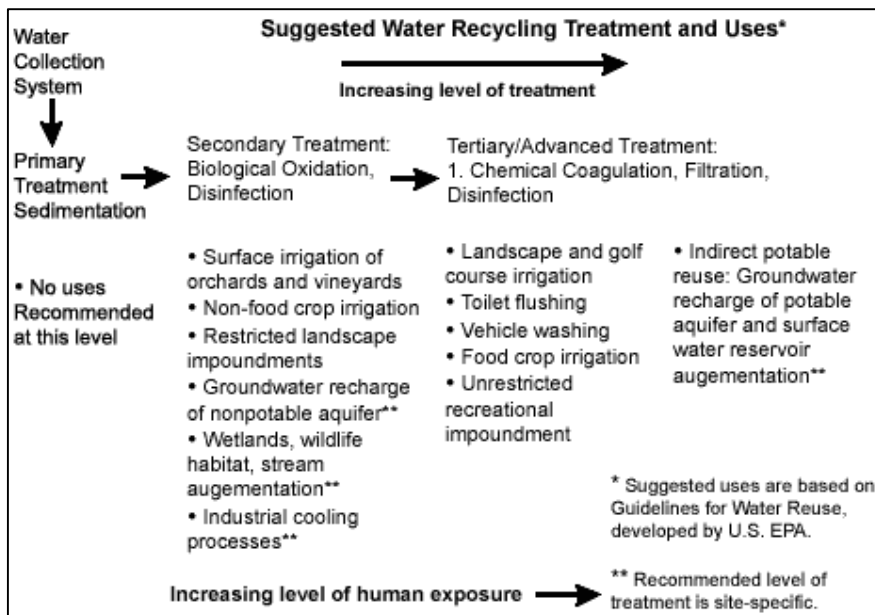 Suggested Water Recycling Treatment and Uses*
Increasing level of treatment
Water
Collection
System
Primary
Treatment
Sedimentation
Secondary Treatment:
Biological Oxidation,
Disinfection
Tertiary/Advanced Treatment:
1. Chemical Coagulation, Filtration,
Disinfection
• No uses
Recommended
at this level
• Surface irrigation of
orchards and vineyards
• Non-food crop irrigation
• Restricted landscape
impoundments
• Groundwater recharge
of nonpotable aquifer**
• Wetlands, wildlife
habitat, stream
augementation**
• Industrial cooling
processes**
• Landscape and golf
course irrigation
• Toilet flushing
• Vehicle washing
• Food crop irrigation
• Unrestricted
recreational
impoundment
• Indirect potable
reuse: Groundwater
recharge of potable
aquifer and surface
water reservoir
augementation**
* Suggested uses are based on
Guidelines for Water Reuse,
developed by U.S. EPA.
Increasing level of human exposure
** Recommended level of
treatment is site-specific.